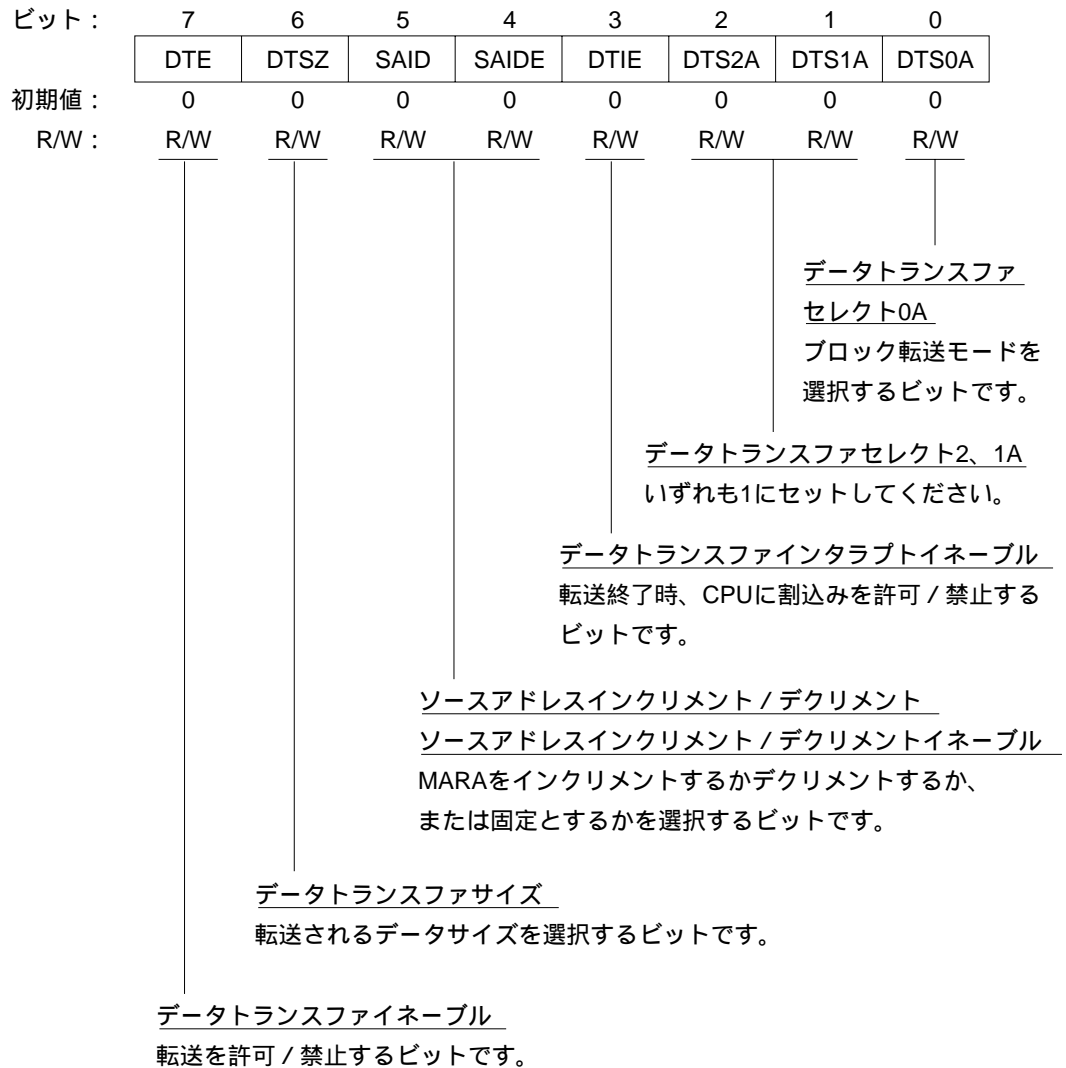 ビット： 7 6 5 4 3 2 1 0
DTE DTSZ SAID SAIDE DTIE DTS2A DTS1A DTS0A
初期値： 0 0 0 0 0 0 0 0
R/W： R/W R/W R/W R/W R/W R/W R/W R/W
データトランスファ
セレクト0A
ブロック転送モードを
選択するビットです。
データトランスファセレクト2、1A
いずれも1にセットしてください。
データトランスファインタラプトイネーブル
転送終了時、CPUに割込みを許可／禁止する
ビットです。
ソースアドレスインクリメント／デクリメント
ソースアドレスインクリメント／デクリメントイネーブル
MARAをインクリメントするかデクリメントするか、
または固定とするかを選択するビットです。
データトランスファサイズ
転送されるデータサイズを選択するビットです。
データトランスファイネーブル
転送を許可／禁止するビットです。